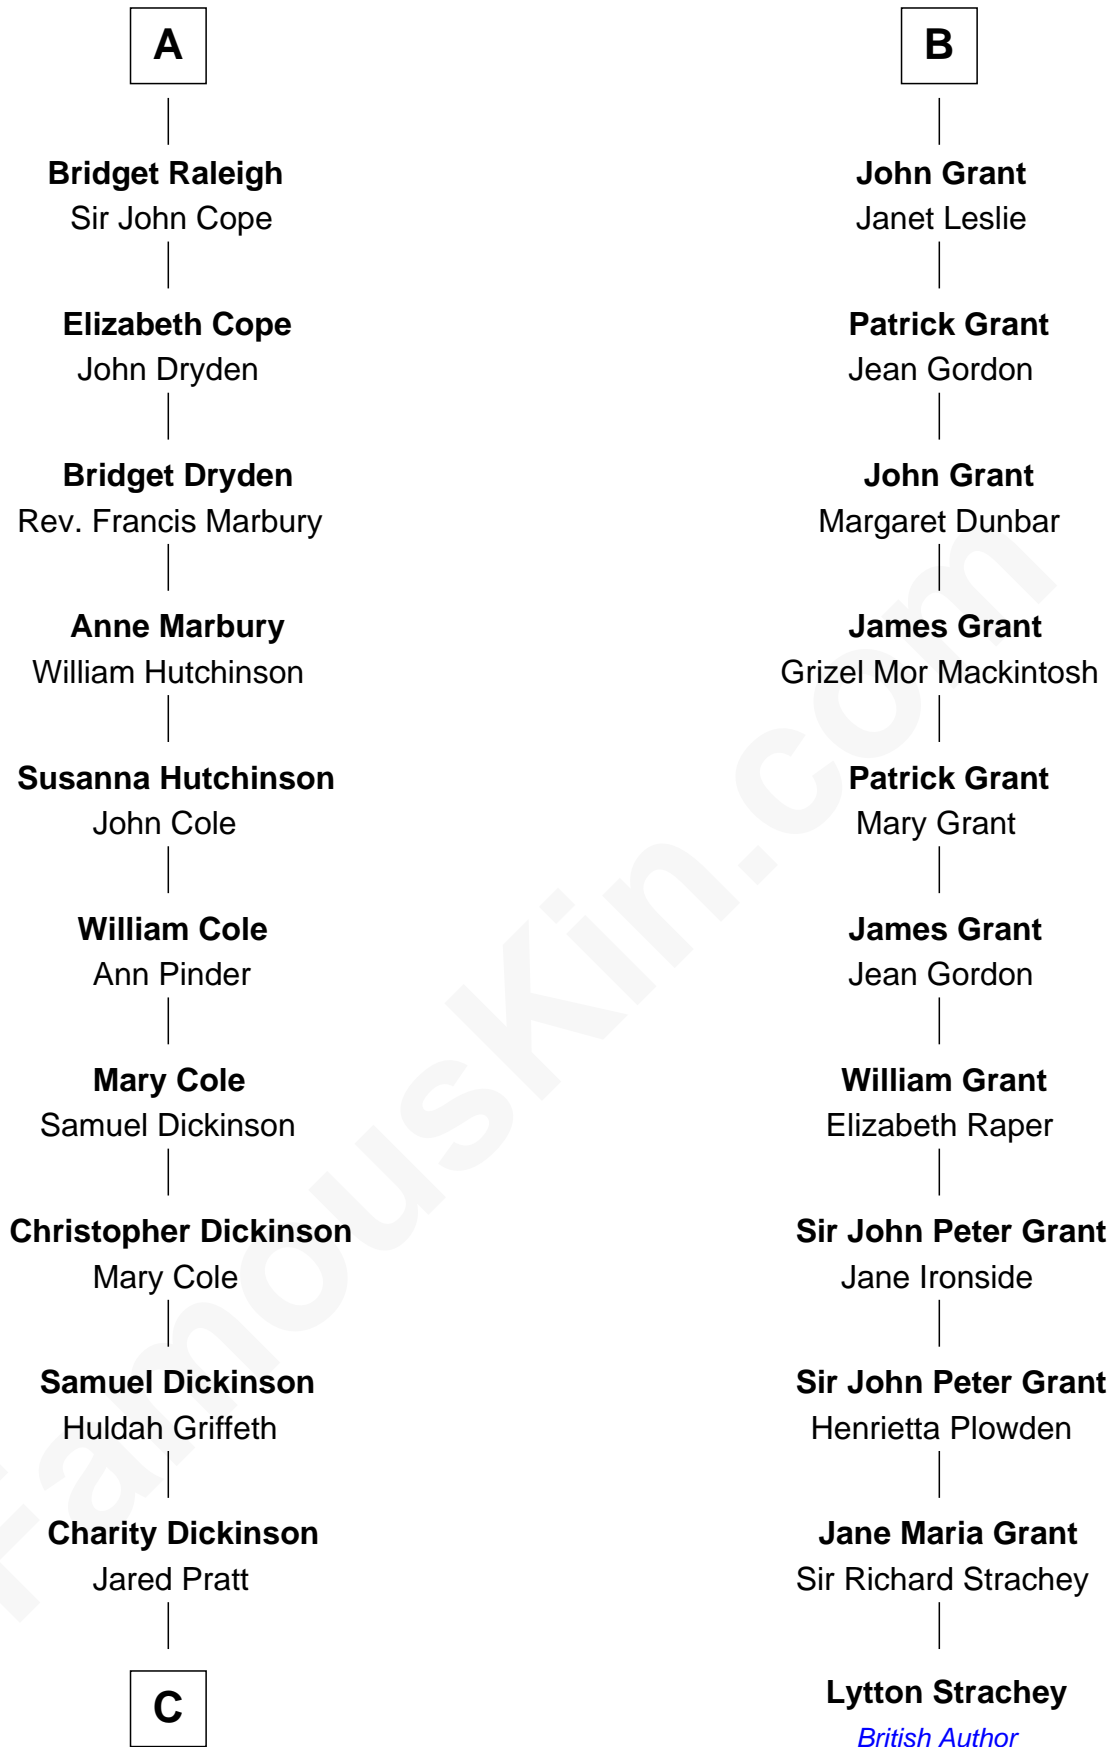 A
Bridget Raleigh
Sir John Cope
Elizabeth Cope
John Dryden
Bridget Dryden
Rev. Francis Marbury
Anne Marbury
William Hutchinson
Susanna Hutchinson
John Cole
William Cole
Ann Pinder
Mary Cole
Samuel Dickinson
Christopher Dickinson
Mary Cole
Samuel Dickinson
Huldah Griffeth
Charity Dickinson
Jared Pratt
C
B
John Grant
Janet Leslie
Patrick Grant
Jean Gordon
John Grant
Margaret Dunbar
James Grant
Grizel Mor Mackintosh
Patrick Grant
Mary Grant
James Grant
Jean Gordon
William Grant
Elizabeth Raper
Sir John Peter Grant
Jane Ironside
Sir John Peter Grant
Henrietta Plowden
Jane Maria Grant
Sir Richard Strachey
Lytton Strachey
British Author
FamousKin.com